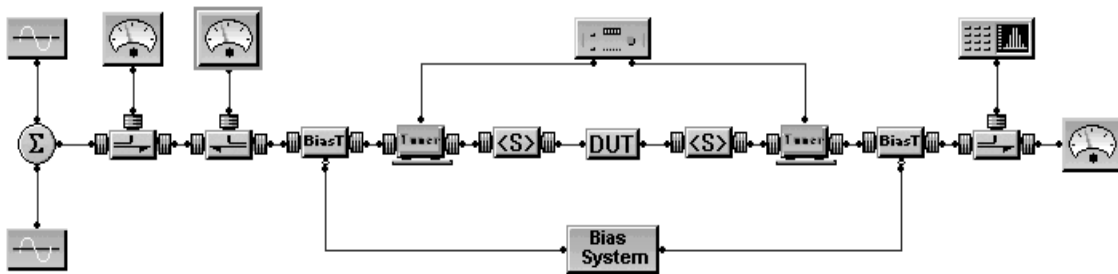 Σ
BiasT
Tuner
<S>
DUT
<S>
Tuner
BiasT
Bias
System